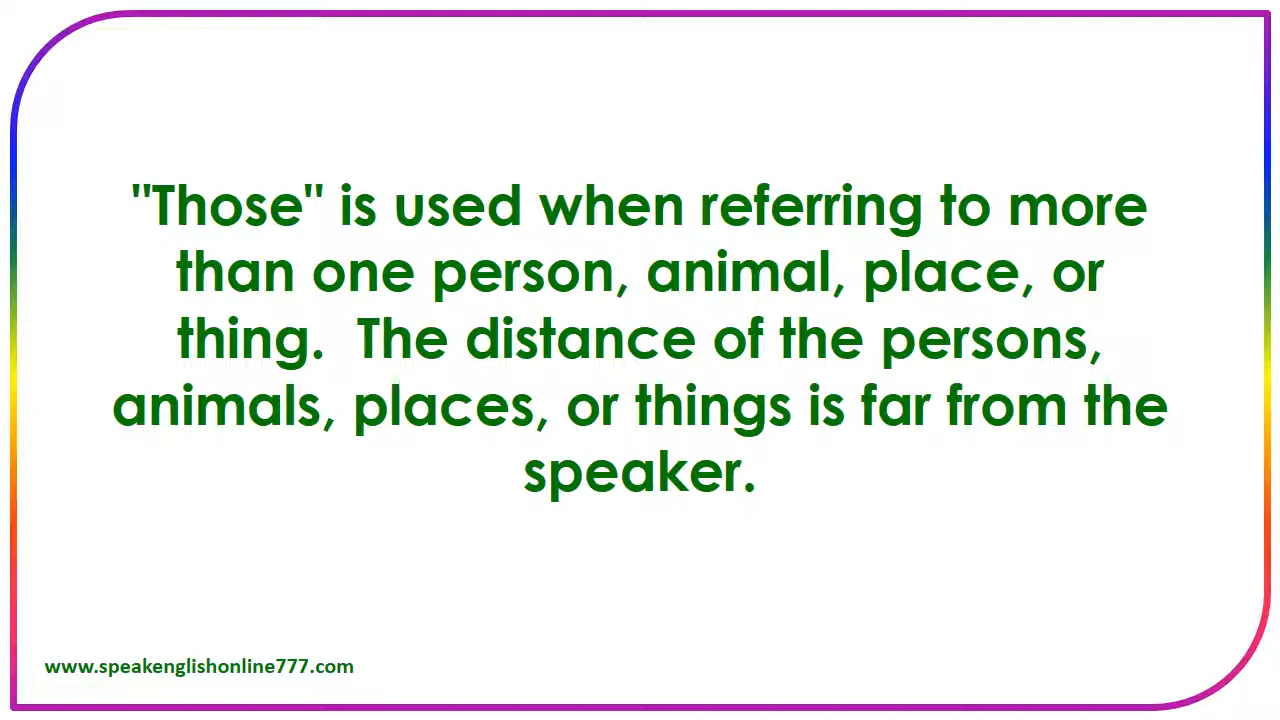 "Those" is used when referring to more
than one person, animal, place, or
thing.  The distance of the persons,
animals, places, or things is far from the
speaker.
www.speakenglishonline777.com